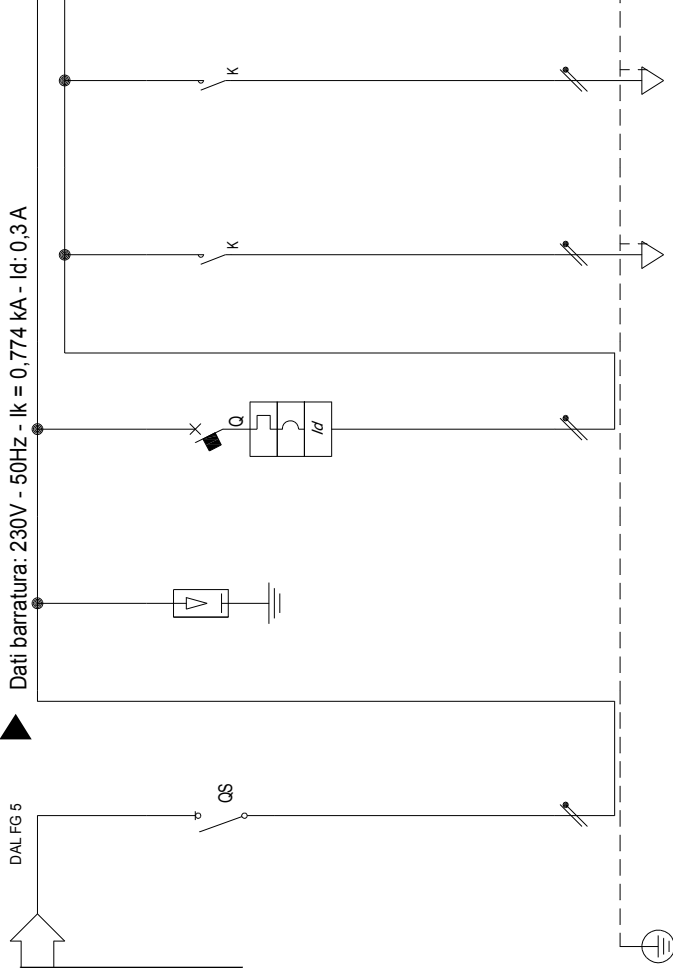 Dati barratura: 230V - 50Hz - Ik = 0,774 kA - Id: 0,3 A
DAL FG 5
QS
Q
Id
K
K